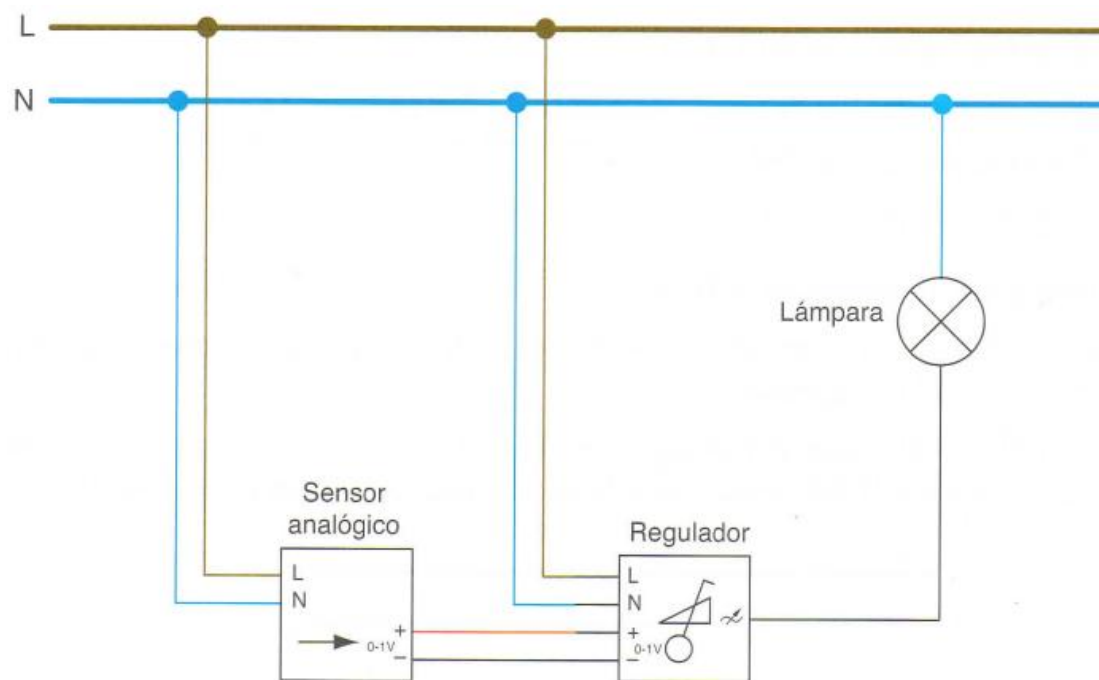 L
N
Lámpara
Sensor
analógico
Regulador
L
N
+
0-1V
−
L
N
+
0-1V
−